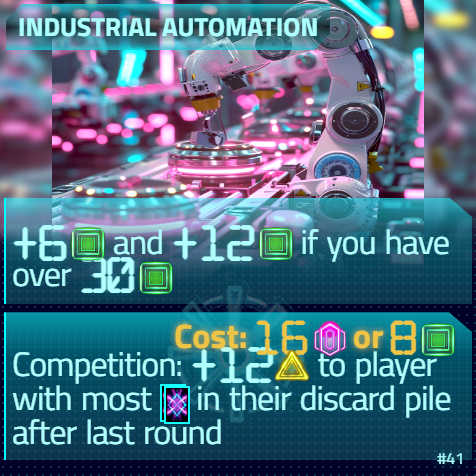 INDUSTRIAL AUTOMATION
+6 and +12 if you have
over 30
Cost: 16 or 8
Competition: +12 to player
with most in their discard pile
after last round
#41